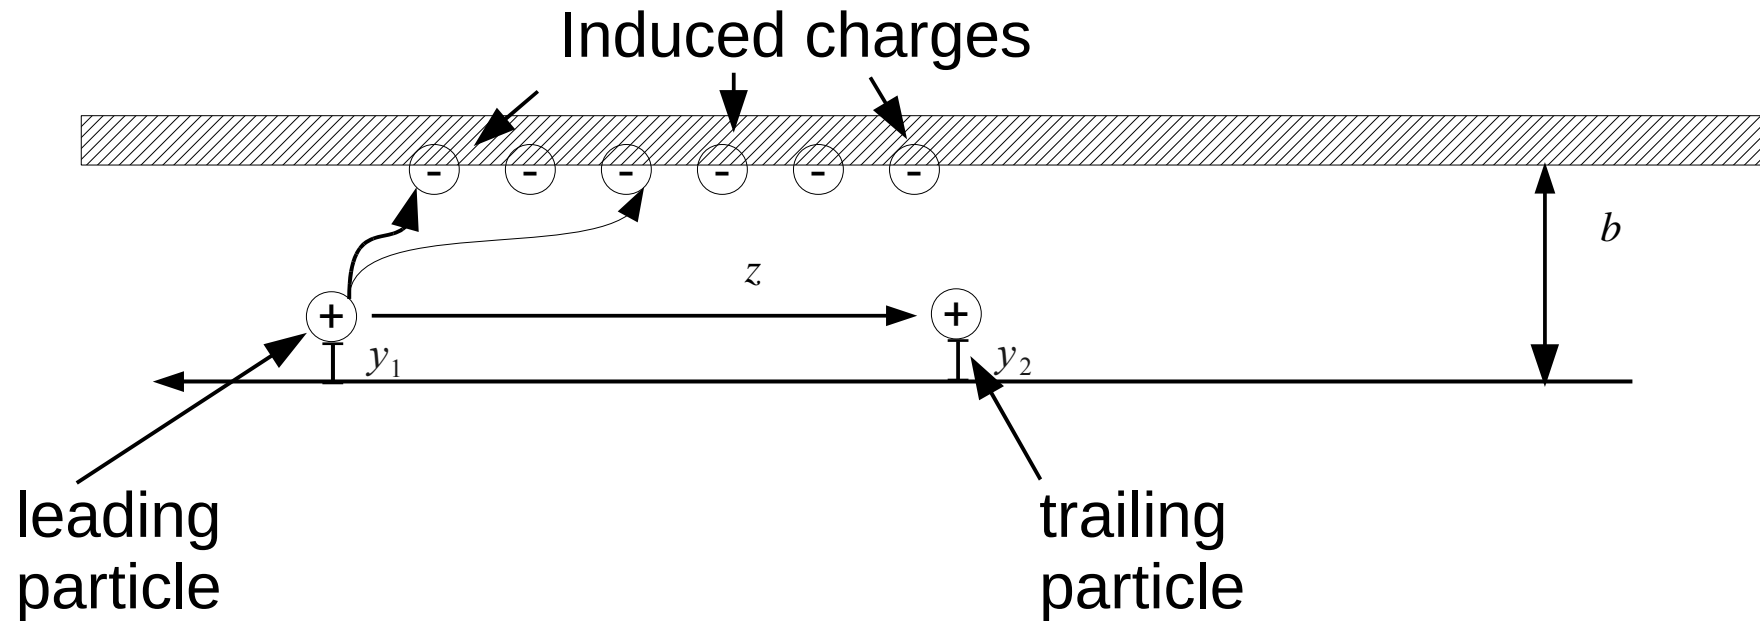 Induced charges
- - - - - -
b
z
+ +
y₁ y₂
leading
particle
trailing
particle